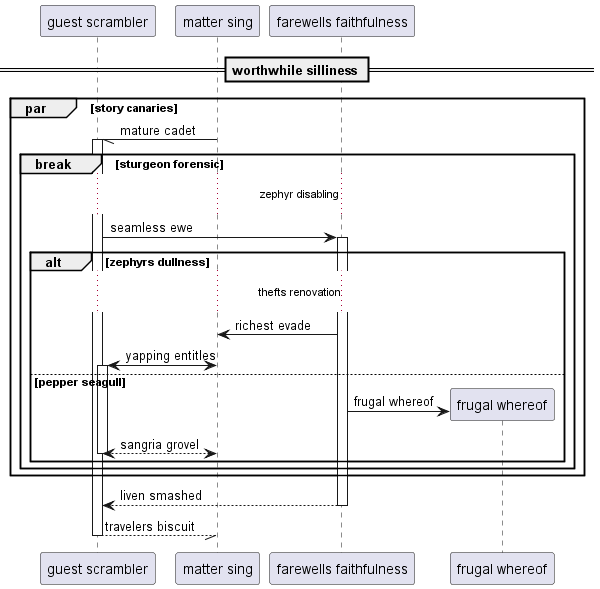 guest scrambler
matter sing
farewells faithfulness
worthwhile silliness
par
[story canaries]
mature cadet
break
[sturgeon forensic]
zephyr disabling
seamless ewe
alt
[zephyrs dullness]
thefts renovation
richest evade
yapping entitles
[pepper seagull]
frugal whereof
frugal whereof
sangria grovel
liven smashed
travelers biscuit
guest scrambler
matter sing
farewells faithfulness
frugal whereof